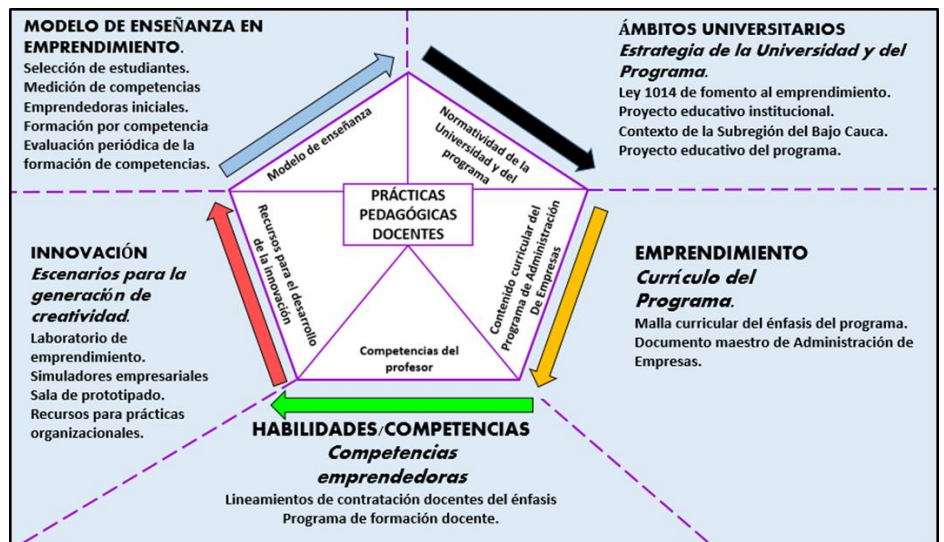 MODELO DE ENSEÑANZA EN
EMPRENDIMIENTO.
Selección de estudiantes.
Medición de competencias
Emprendedoras iniciales.
Formación por competencia
Evaluación periódica de la
formación de competencias.
ÁMBITOS UNIVERSITARIOS
Estrategia de la Universidad y del
Programa.
Ley 1014 de fomento al emprendimiento.
Proyecto educativo institucional.
Contexto de la Subregión del Bajo Cauca.
Proyecto educativo del programa.
Modelo de enseñanza
Normatividad de la
Universidad y del
programa
PRÁCTICAS
PEDAGÓGICAS
DOCENTES
Recursos para el desarrollo
de la innovación
Contenido curricular del
Programa de Administración
De Empresas
Competencias del
profesor
INNOVACIÓN
Escenarios para la
generación de
creatividad.
Laboratorio de
emprendimiento.
Simuladores empresariales
Sala de prototipado.
Recursos para prácticas
organizacionales.
EMPRENDIMIENTO
Currículo del
Programa.
Malla curricular del énfasis del programa.
Documento maestro de Administración de
Empresas.
HABILIDADES/COMPETENCIAS
Competencias
emprendedoras
Lineamientos de contratación docentes del énfasis
Programa de formación docente.